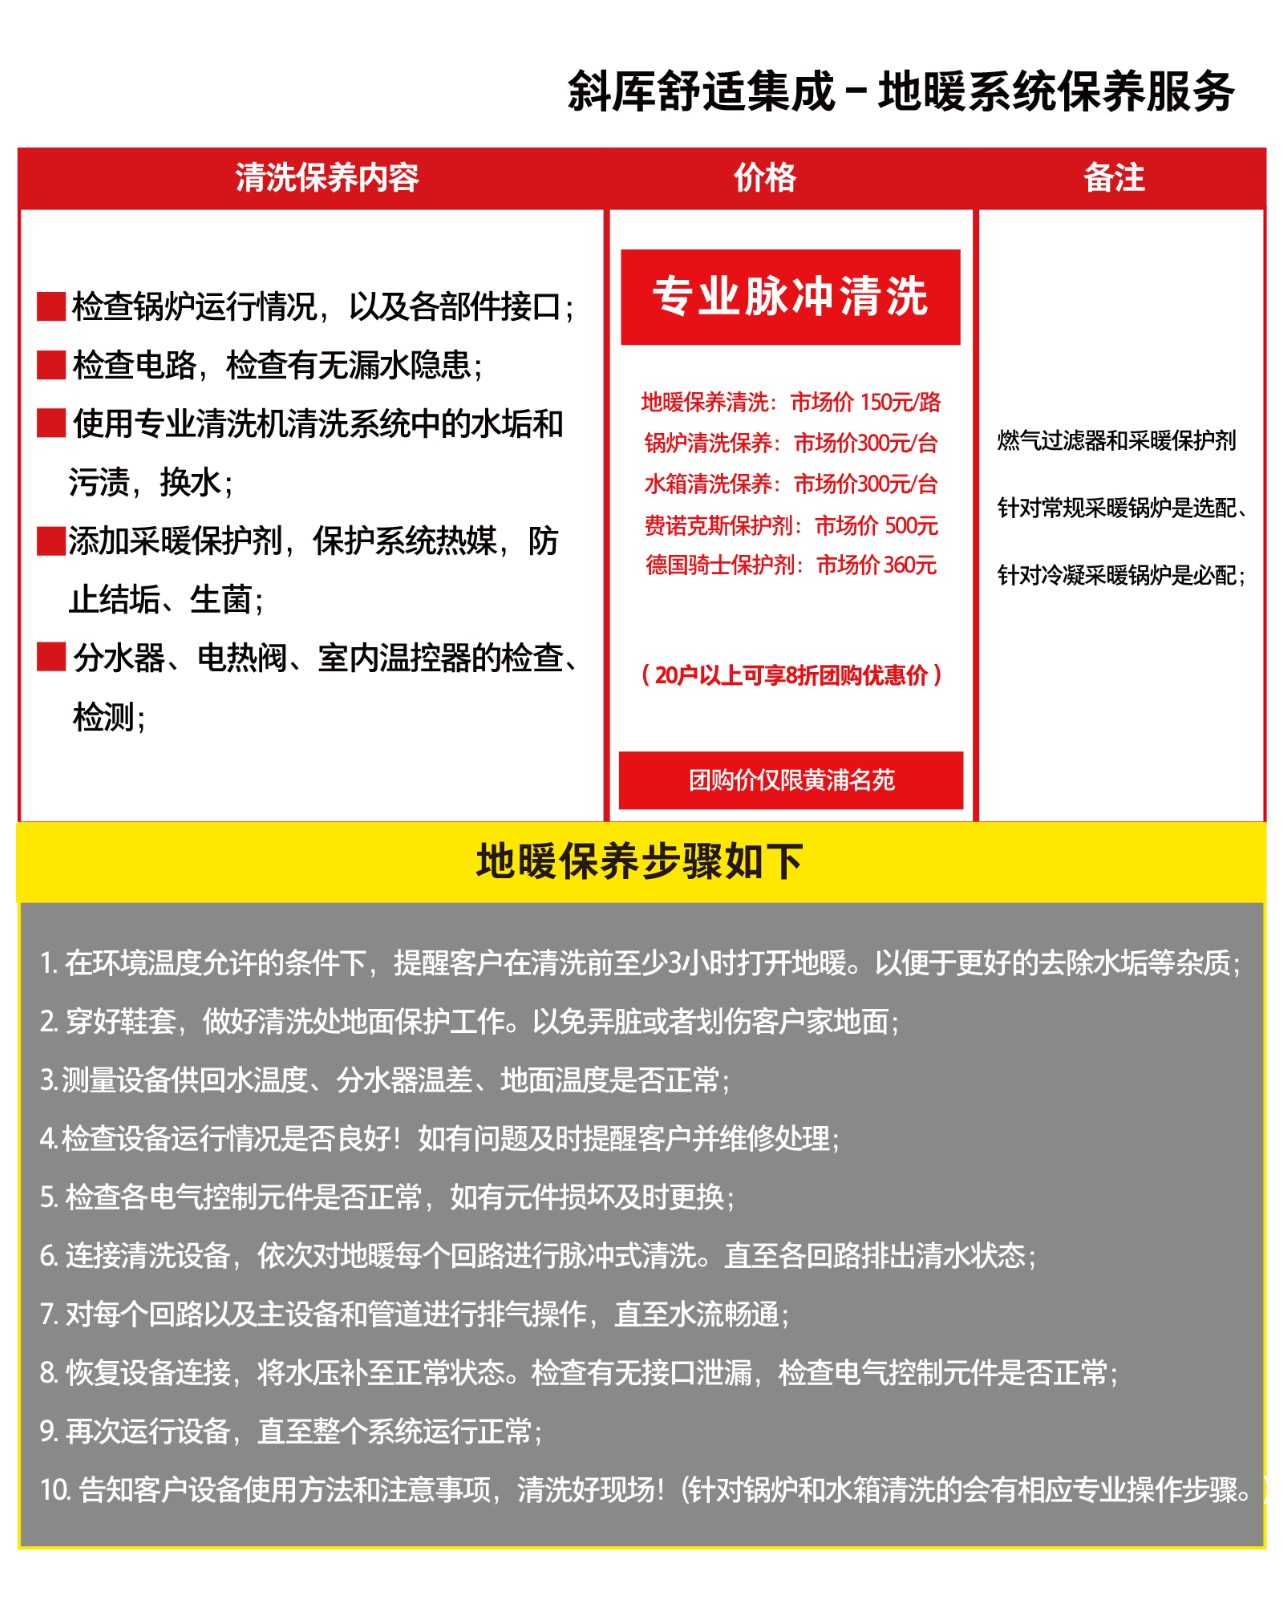 斜厍舒适集成 – 地暖系统保养服务
清洗保养内容
价格
备注
检查锅炉运行情况，以及各部件接口；
检查电路，检查有无漏水隐患；
使用专业清洗机清洗系统中的水垢和
污渍，换水；
添加采暖保护剂，保护系统热媒，防
止结垢、生菌；
分水器、电热阀、室内温控器的检查、
检测；
专业脉冲清洗
地暖保养清洗：市场价 150元/路
锅炉清洗保养：市场价300元/台
水箱清洗保养：市场价300元/台
费诺克斯保护剂：市场价 500元
德国骑士保护剂：市场价 360元
（ 20户以上可享8折团购优惠价 ）
团购价仅限黄浦名苑
燃气过滤器和采暖保护剂
针对常规采暖锅炉是选配、
针对冷凝采暖锅炉是必配；
地暖保养步骤如下
1. 在环境温度允许的条件下，提醒客户在清洗前至少3小时打开地暖。以便于更好的去除水垢等杂质；
2. 穿好鞋套，做好清洗处地面保护工作。以免弄脏或者划伤客户家地面；
3.测量设备供回水温度、分水器温差、地面温度是否正常；
4.检查设备运行情况是否良好！如有问题及时提醒客户并维修处理；
5. 检查各电气控制元件是否正常，如有元件损坏及时更换；
6. 连接清洗设备，依次对地暖每个回路进行脉冲式清洗。直至各回路排出清水状态；
7. 对每个回路以及主设备和管道进行排气操作，直至水流畅通；
8. 恢复设备连接，将水压补至正常状态。检查有无接口泄漏，检查电气控制元件是否正常；
9. 再次运行设备，直至整个系统运行正常；
10. 告知客户设备使用方法和注意事项，清洗好现场！(针对锅炉和水箱清洗的会有相应专业操作步骤。)